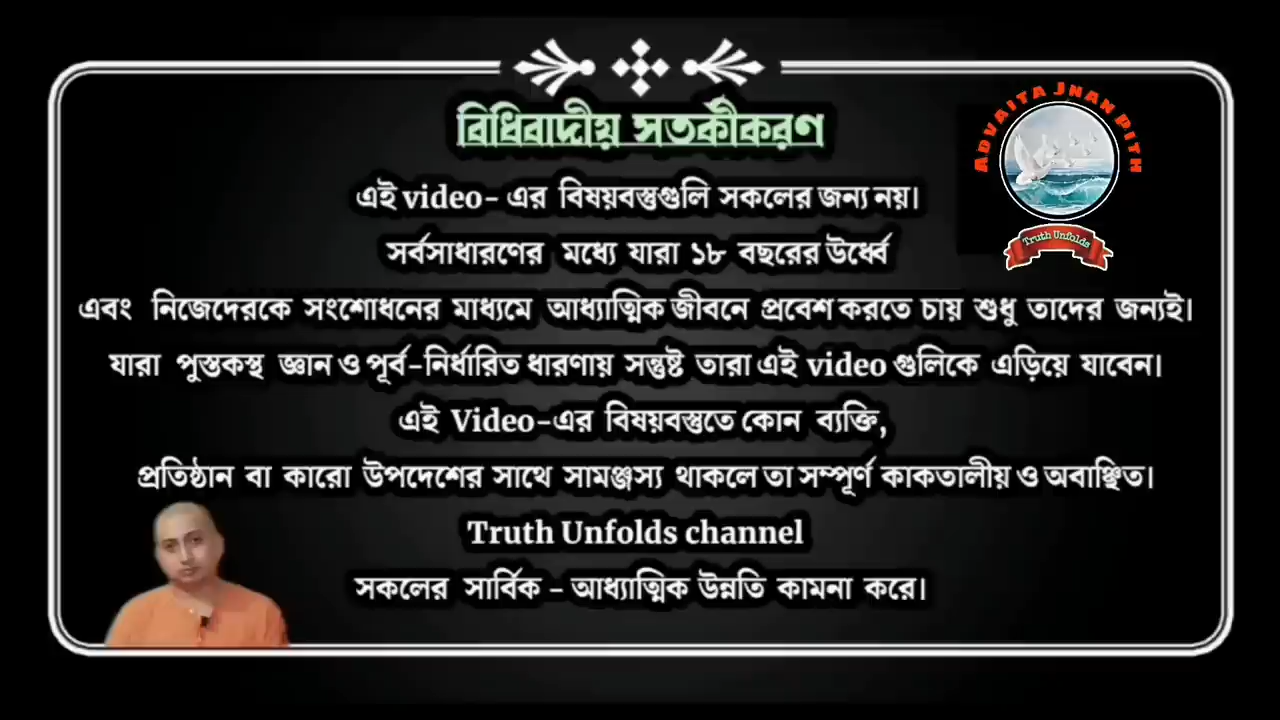 বিধিবাদীয় সতর্কীকরণ
ADVAITA JNAN PITH
Truth Unfolds
এই video- এর বিষয়বস্তুগুলি সকলের জন্য নয়।
সর্বসাধারণের মধ্যে যারা ১৮ বছরের উর্ধ্বে
এবং নিজেদেরকে সংশোধনের মাধ্যমে আধ্যাত্মিক জীবনে প্রবেশ করতে চায় শুধু তাদের জন্যই।
যারা পুস্তকস্থ জ্ঞান ও পূর্ব-নির্ধারিত ধারণায় সন্তুষ্ট তারা এই video গুলিকে এড়িয়ে যাবেন।
এই Video-এর বিষয়বস্তুতে কোন ব্যক্তি,
প্রতিষ্ঠান বা কারো উপদেশের সাথে সামঞ্জস্য থাকলে তা সম্পূর্ণ কাকতালীয় ও অবাঞ্ছিত।
Truth Unfolds channel
সকলের সার্বিক - আধ্যাত্মিক উন্নতি কামনা করে।